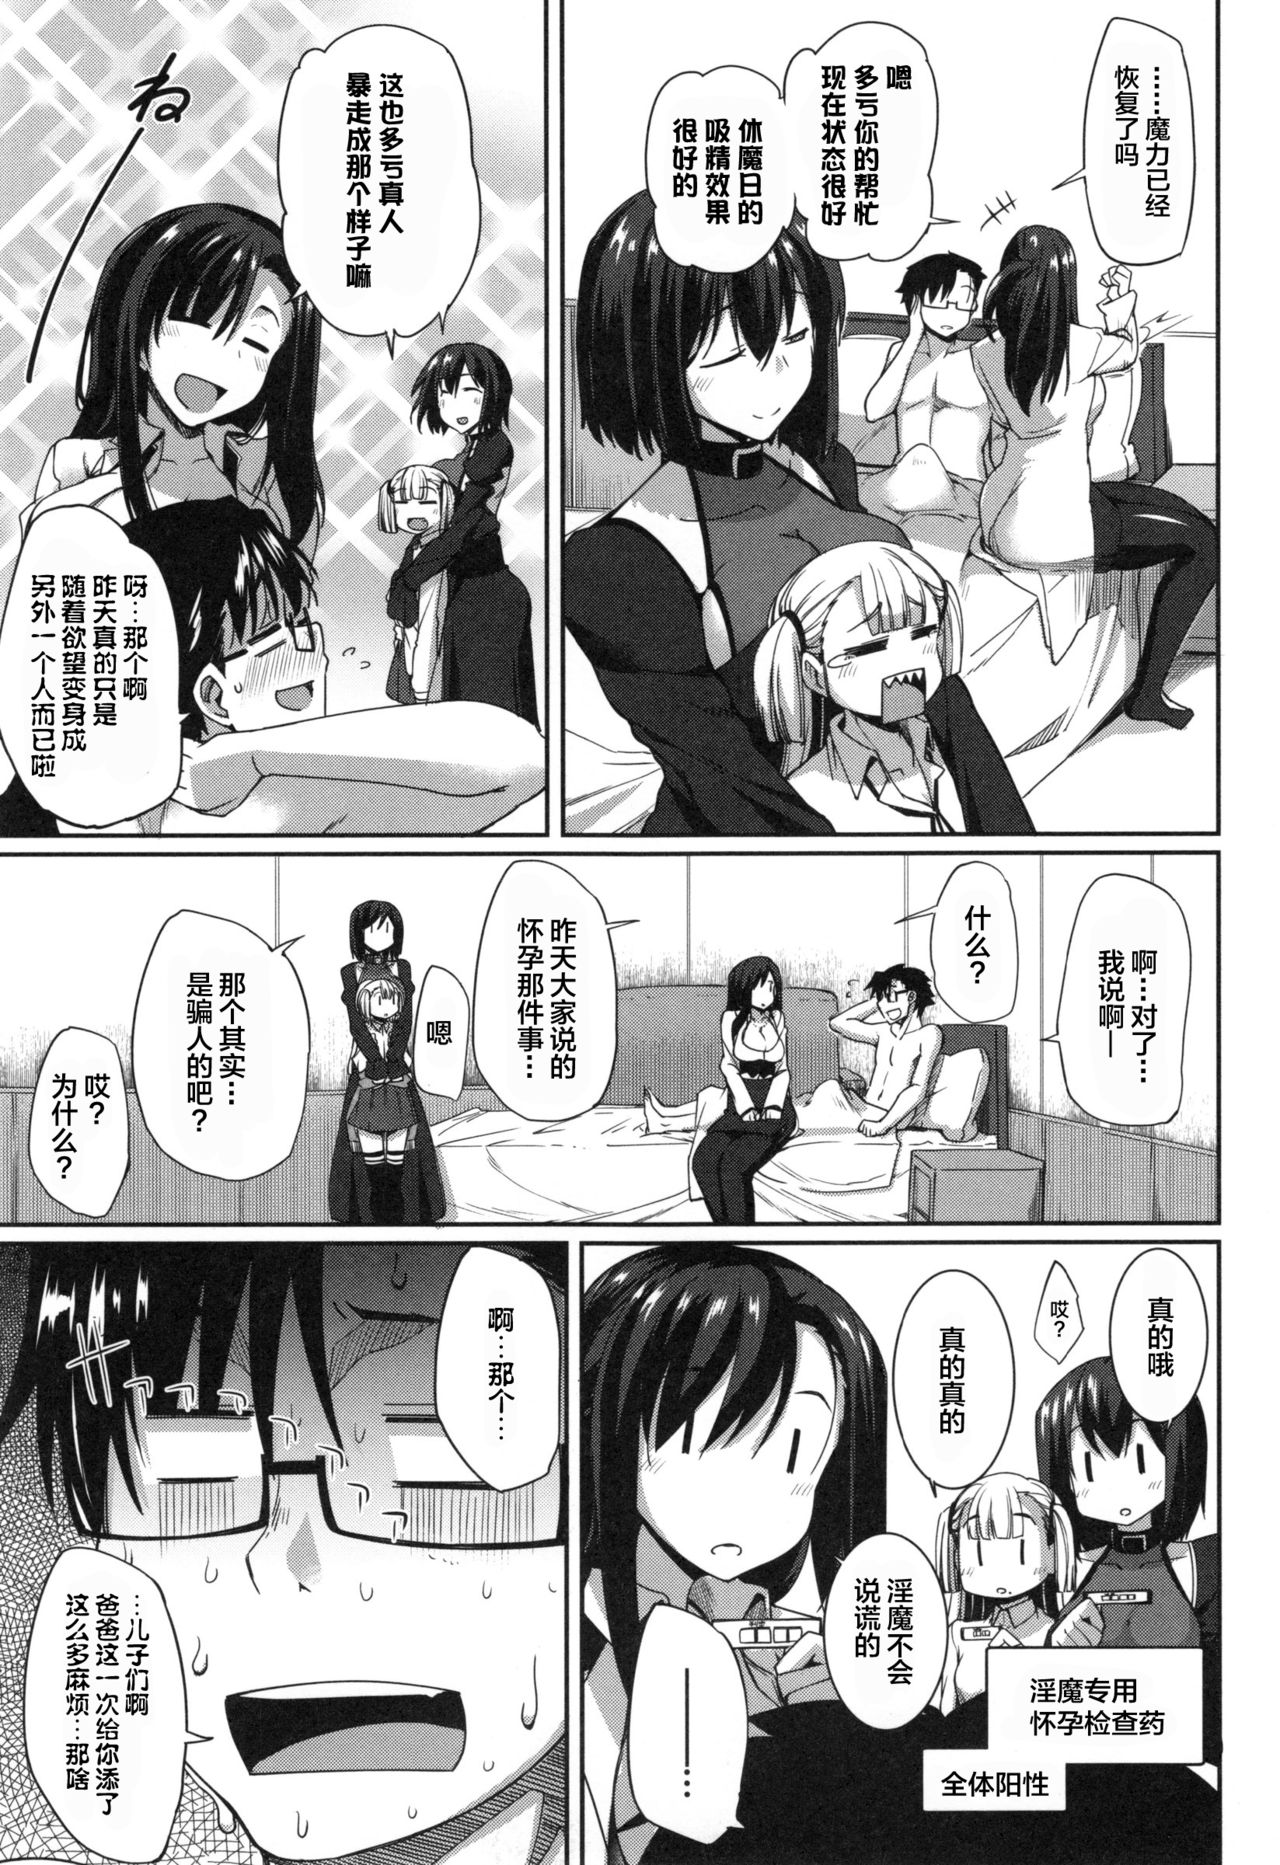 ……魔力已经
恢复了吗
嗯
多亏你的帮忙
现在状态很好
休魔日的
吸精效果
很好的
这也多亏真人
暴走成那个样子嘛
ね
呀…那个啊
昨天真的只是
随着欲望变身成
另外一个人而已啦
啊…对了…
我说啊—
什么？
昨天大家说的
怀孕那件事…
嗯
那个其实…
是骗人的吧？
哎？
为什么？
真的哦
哎？
真的真的
淫魔不会
说谎的
淫魔专用
怀孕检查药
全体阳性
………
啊…那个…
…儿子们啊
爸爸这一次给你添了
这么多麻烦…那啥